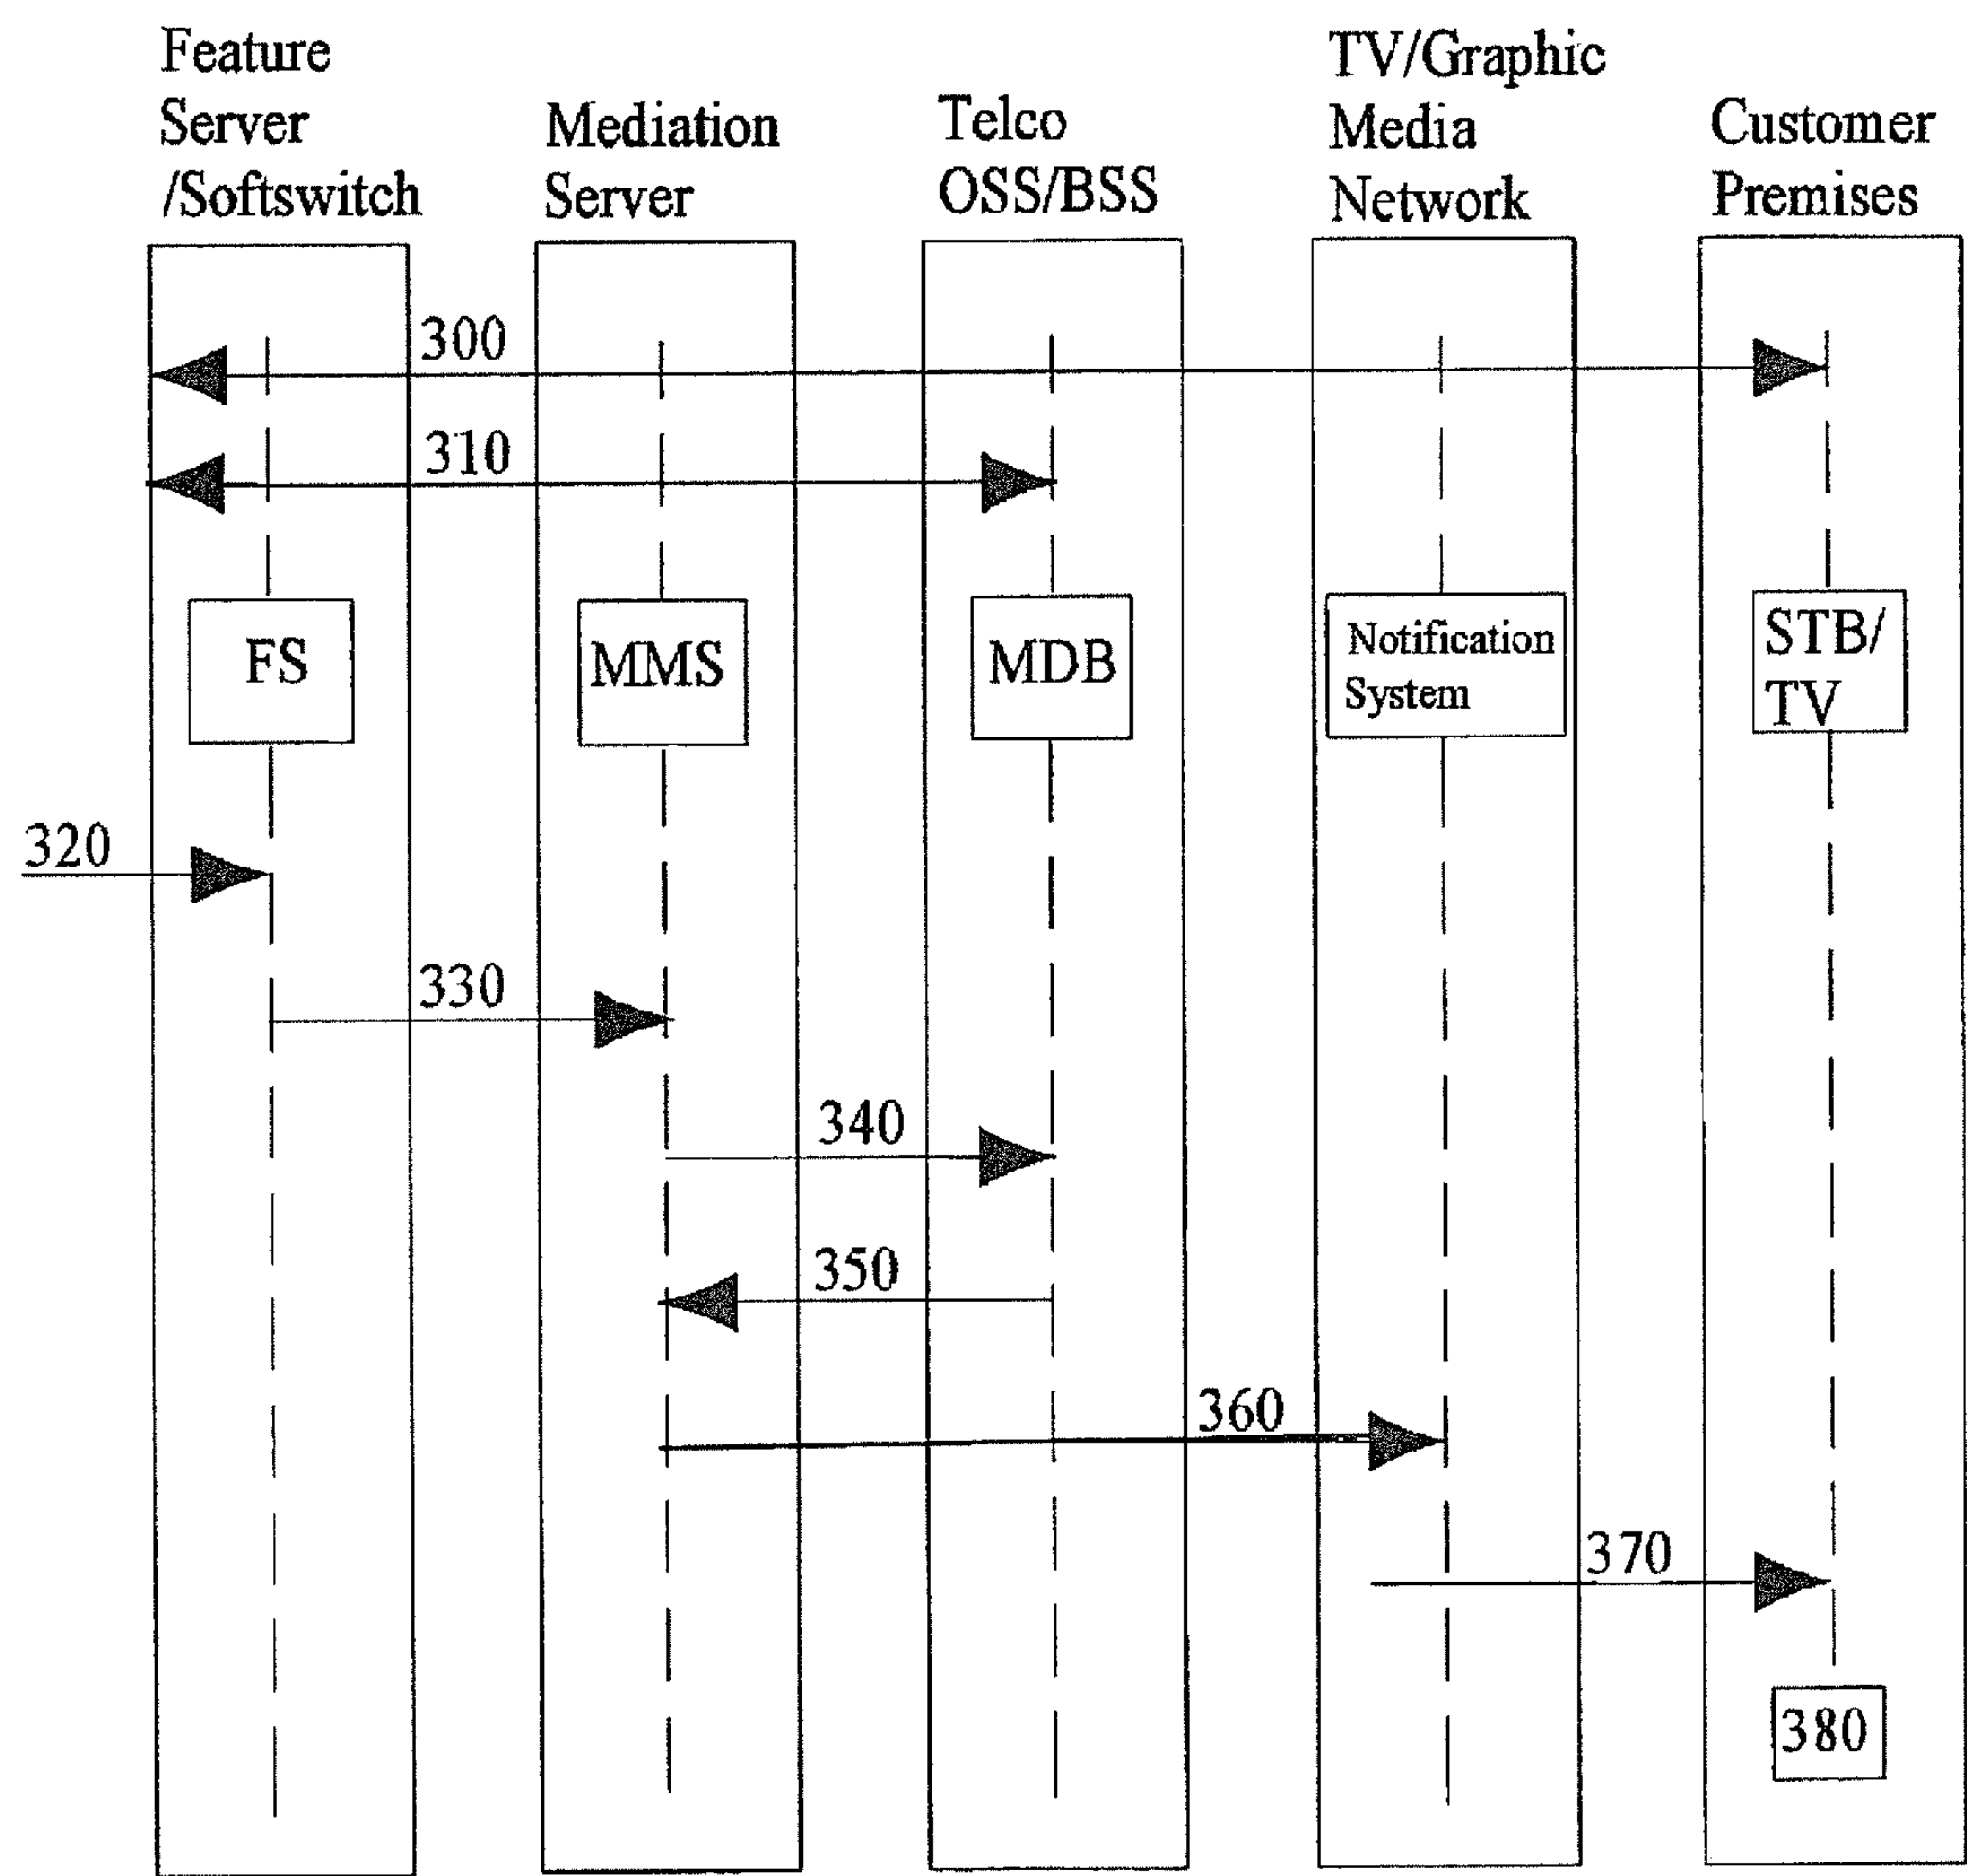 Feature
Server
/Softswitch
Mediation
Server
Telco
OSS/BSS
TV/Graphic
Media
Network
Customer
Premises
300
310
FS
MMS
MDB
Notification
System
STB/
TV
320
330
340
350
360
370
380